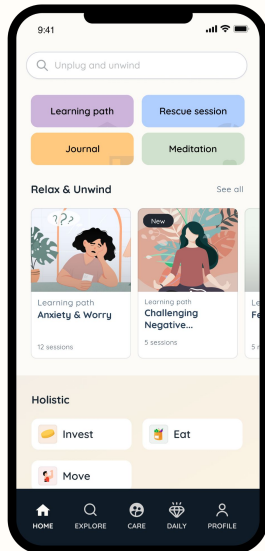 9:41
Unplug and unwind
Learning path
Rescue session
Journal
Meditation
Relax & Unwind
See all
???
New
Learning path
Anxiety & Worry
12 sessions
Learning path
Challenging
Negative...
5 sessions
Holistic
Invest
Eat
Move
HOME
EXPLORE
CARE
DAILY
PROFILE